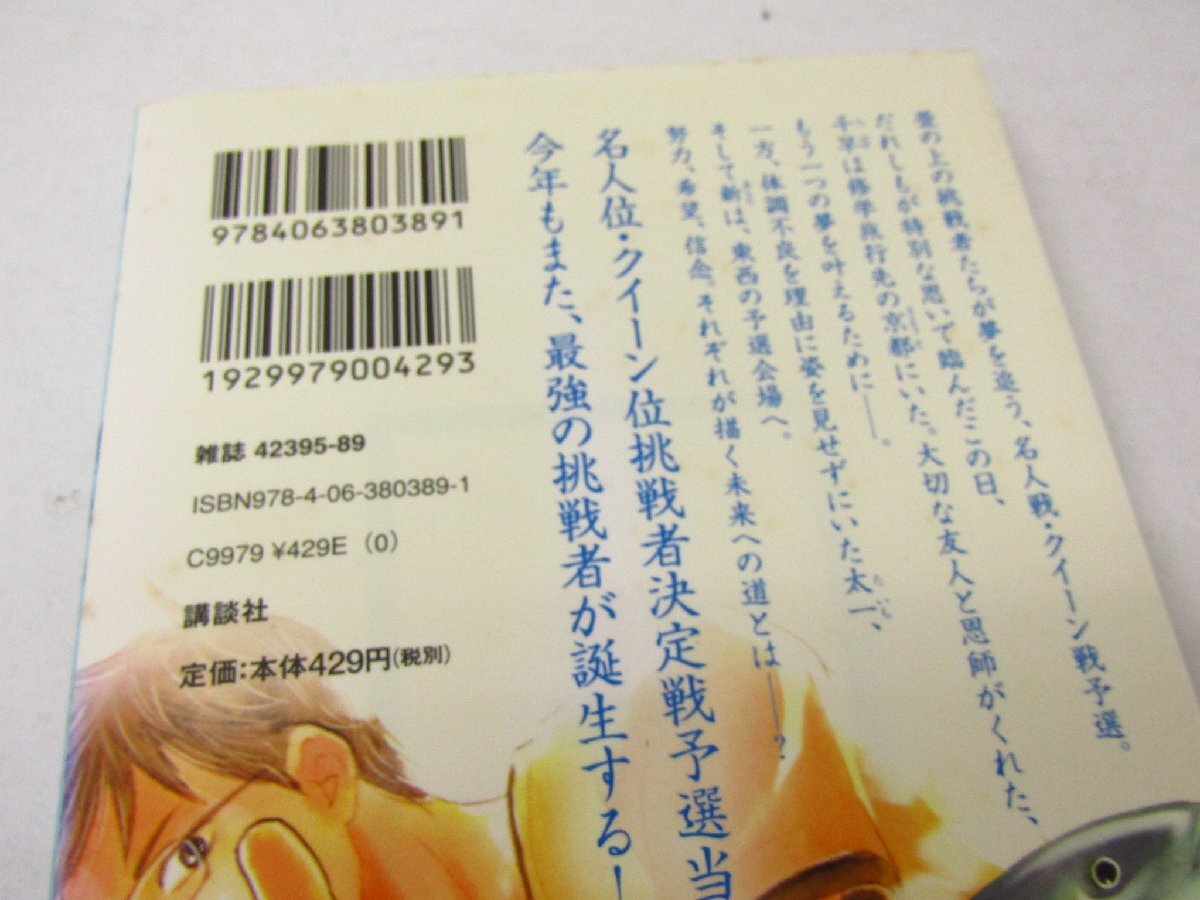 畳の上の挑戦者たちが夢を追う、名人戦・クイーン戦予選。
だれしもが特別な思いで臨んだこの日、
千早は修学旅行先の京都にいた。大切な友人と恩師がくれた、
もう一つの夢を叶えるために——。
一方、体調不良を理由に姿を見せずにいた太一、
そして新は、東西の予選会場へ。
努力、希望、信念。それぞれが描く未来への道とは——?
名人位・クイーン位挑戦者決定戦予選当
今年もまた、最強の挑戦者が誕生する!
9784063803891
1929979004293
雑誌 42395-89
ISBN978-4-06-380389-1
C9979 ¥429E (0)
講談社
定価:本体429円(税別)